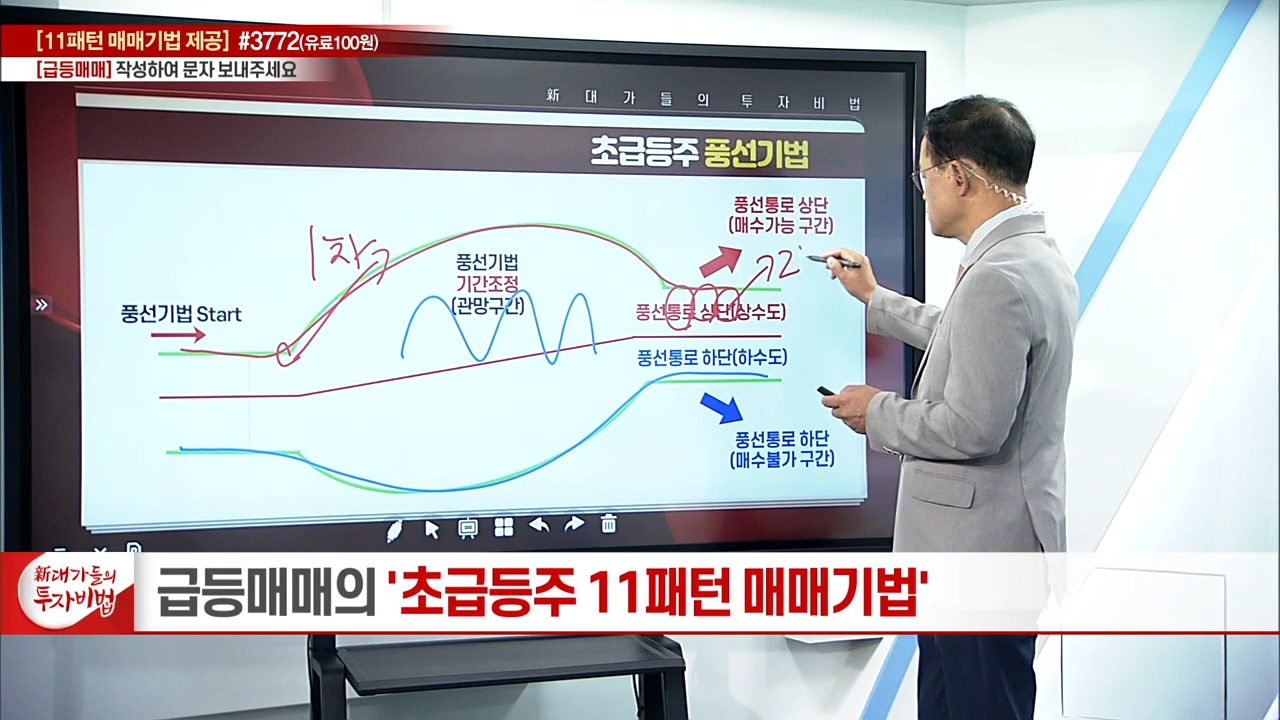 [11패턴 매매기법 제공] #3772(유료100원)
[급등매매] 작성하여 문자 보내주세요
新 대 가 들 의 투 자 비 법
초급등주 풍선기법
풍선통로 상단
(매수가능 구간)
1차
2
풍선기법
기간조정
(관망구간)
풍선기법 Start
풍선통로 상단(상수도)
풍선통로 하단(하수도)
풍선통로 하단
(매수불가 구간)
新대가들의
투자비법
급등매매의 '초급등주 11패턴 매매기법'